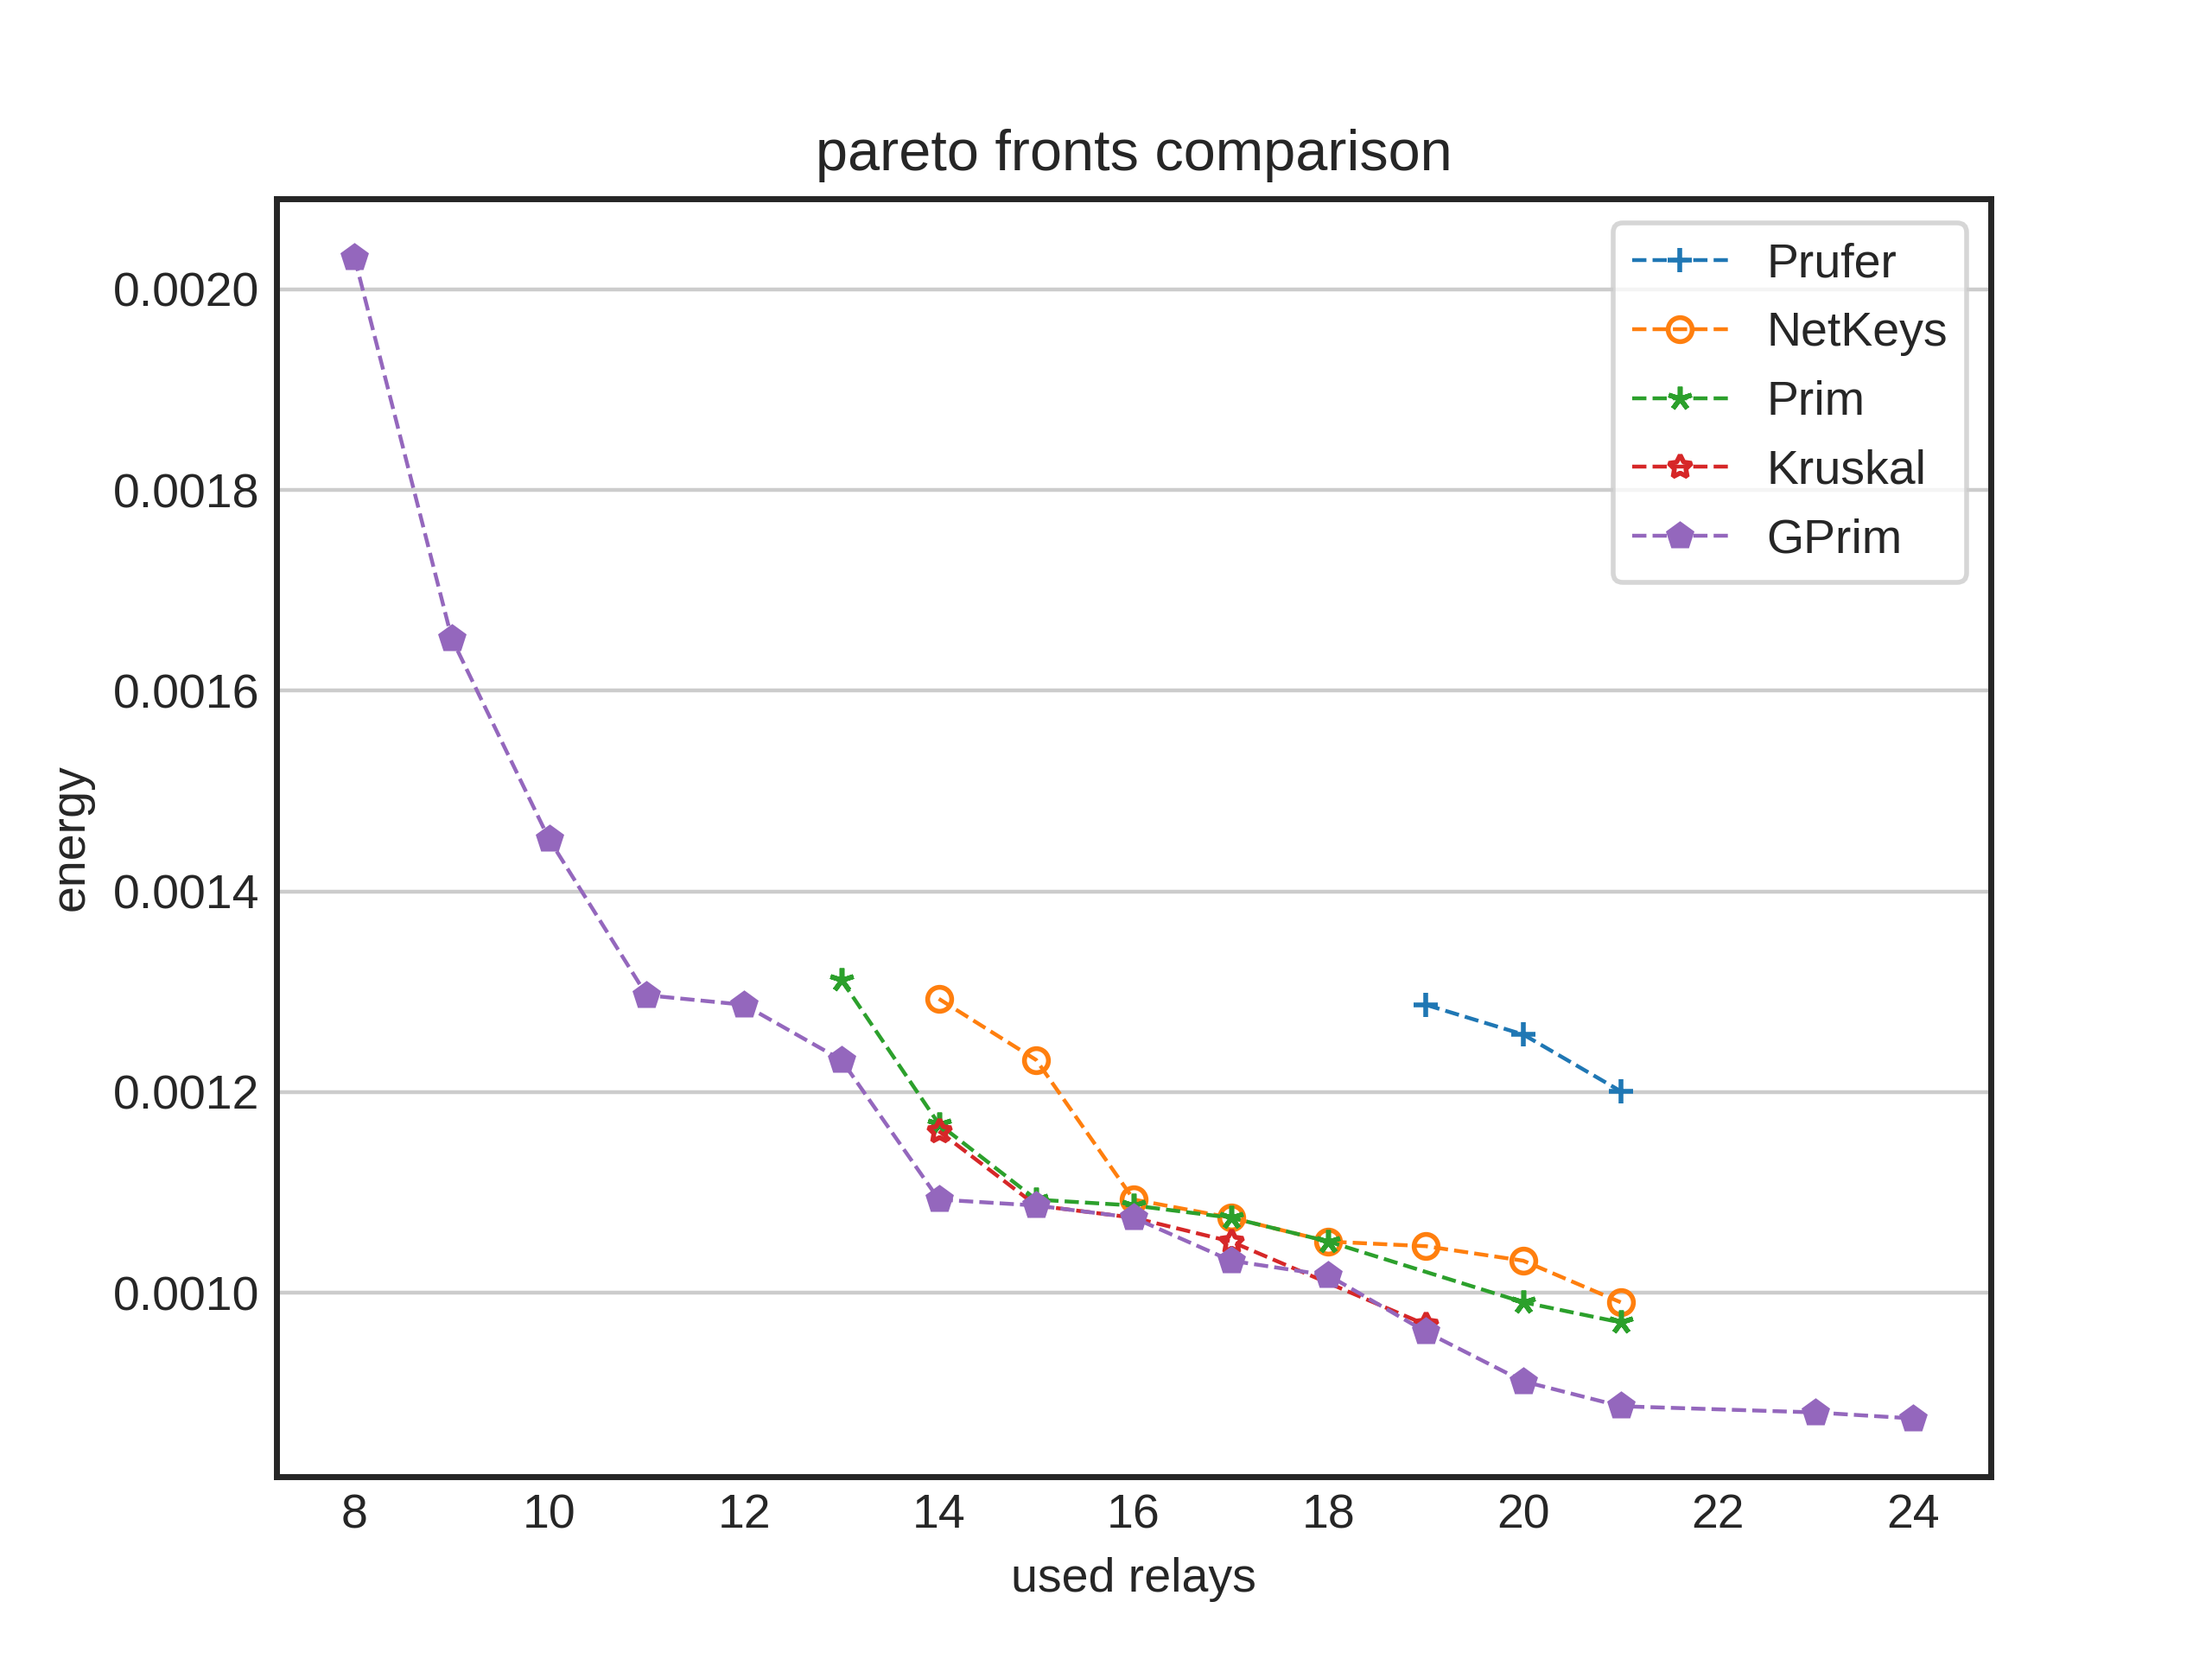 pareto fronts comparison
Prufer
NetKeys
Prim
Kruskal
GPrim
0.0020
0.0018
0.0016
0.0014
0.0012
0.0010
energy
8 10 12 14 16 18 20 22 24
used relays